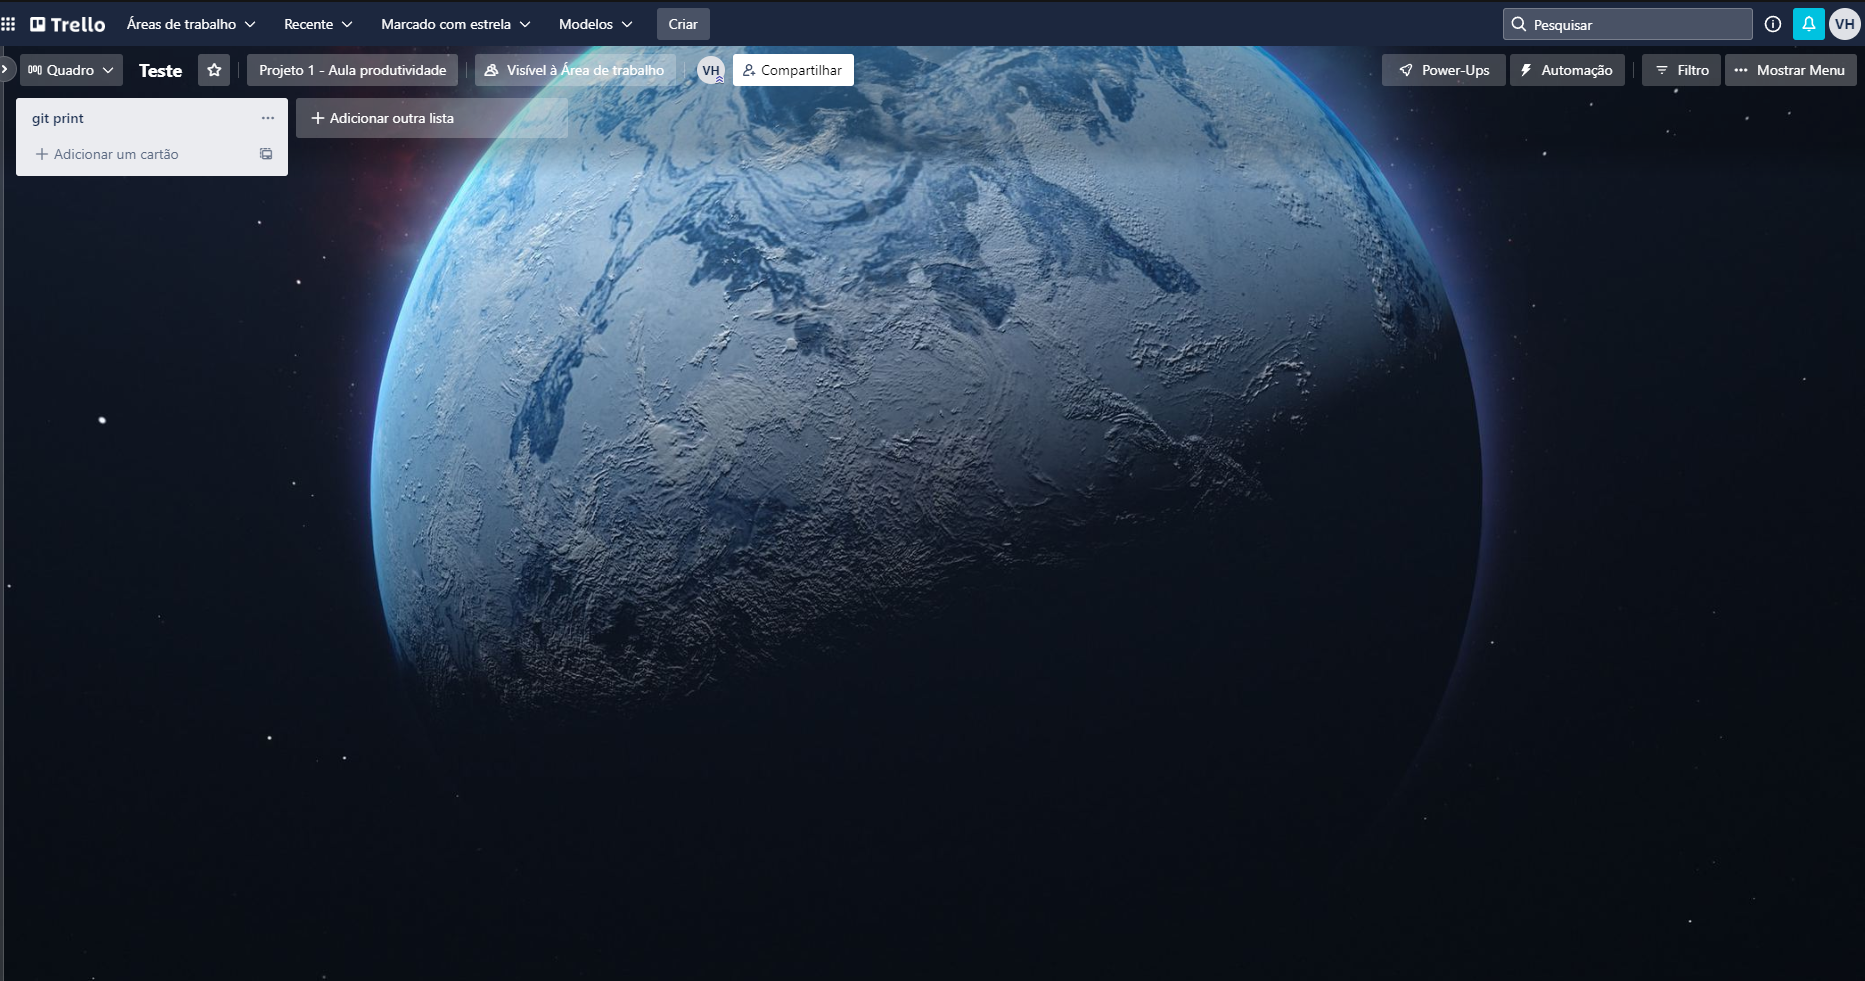 Trello Áreas de trabalho Recente Marcado com estrela Modelos Criar Pesquisar VH
Quadro Teste Projeto 1 - Aula produtividade Visível à Área de trabalho VH Compartilhar Power-Ups Automação Filtro Mostrar Menu
git print Adicionar outra lista
Adicionar um cartão